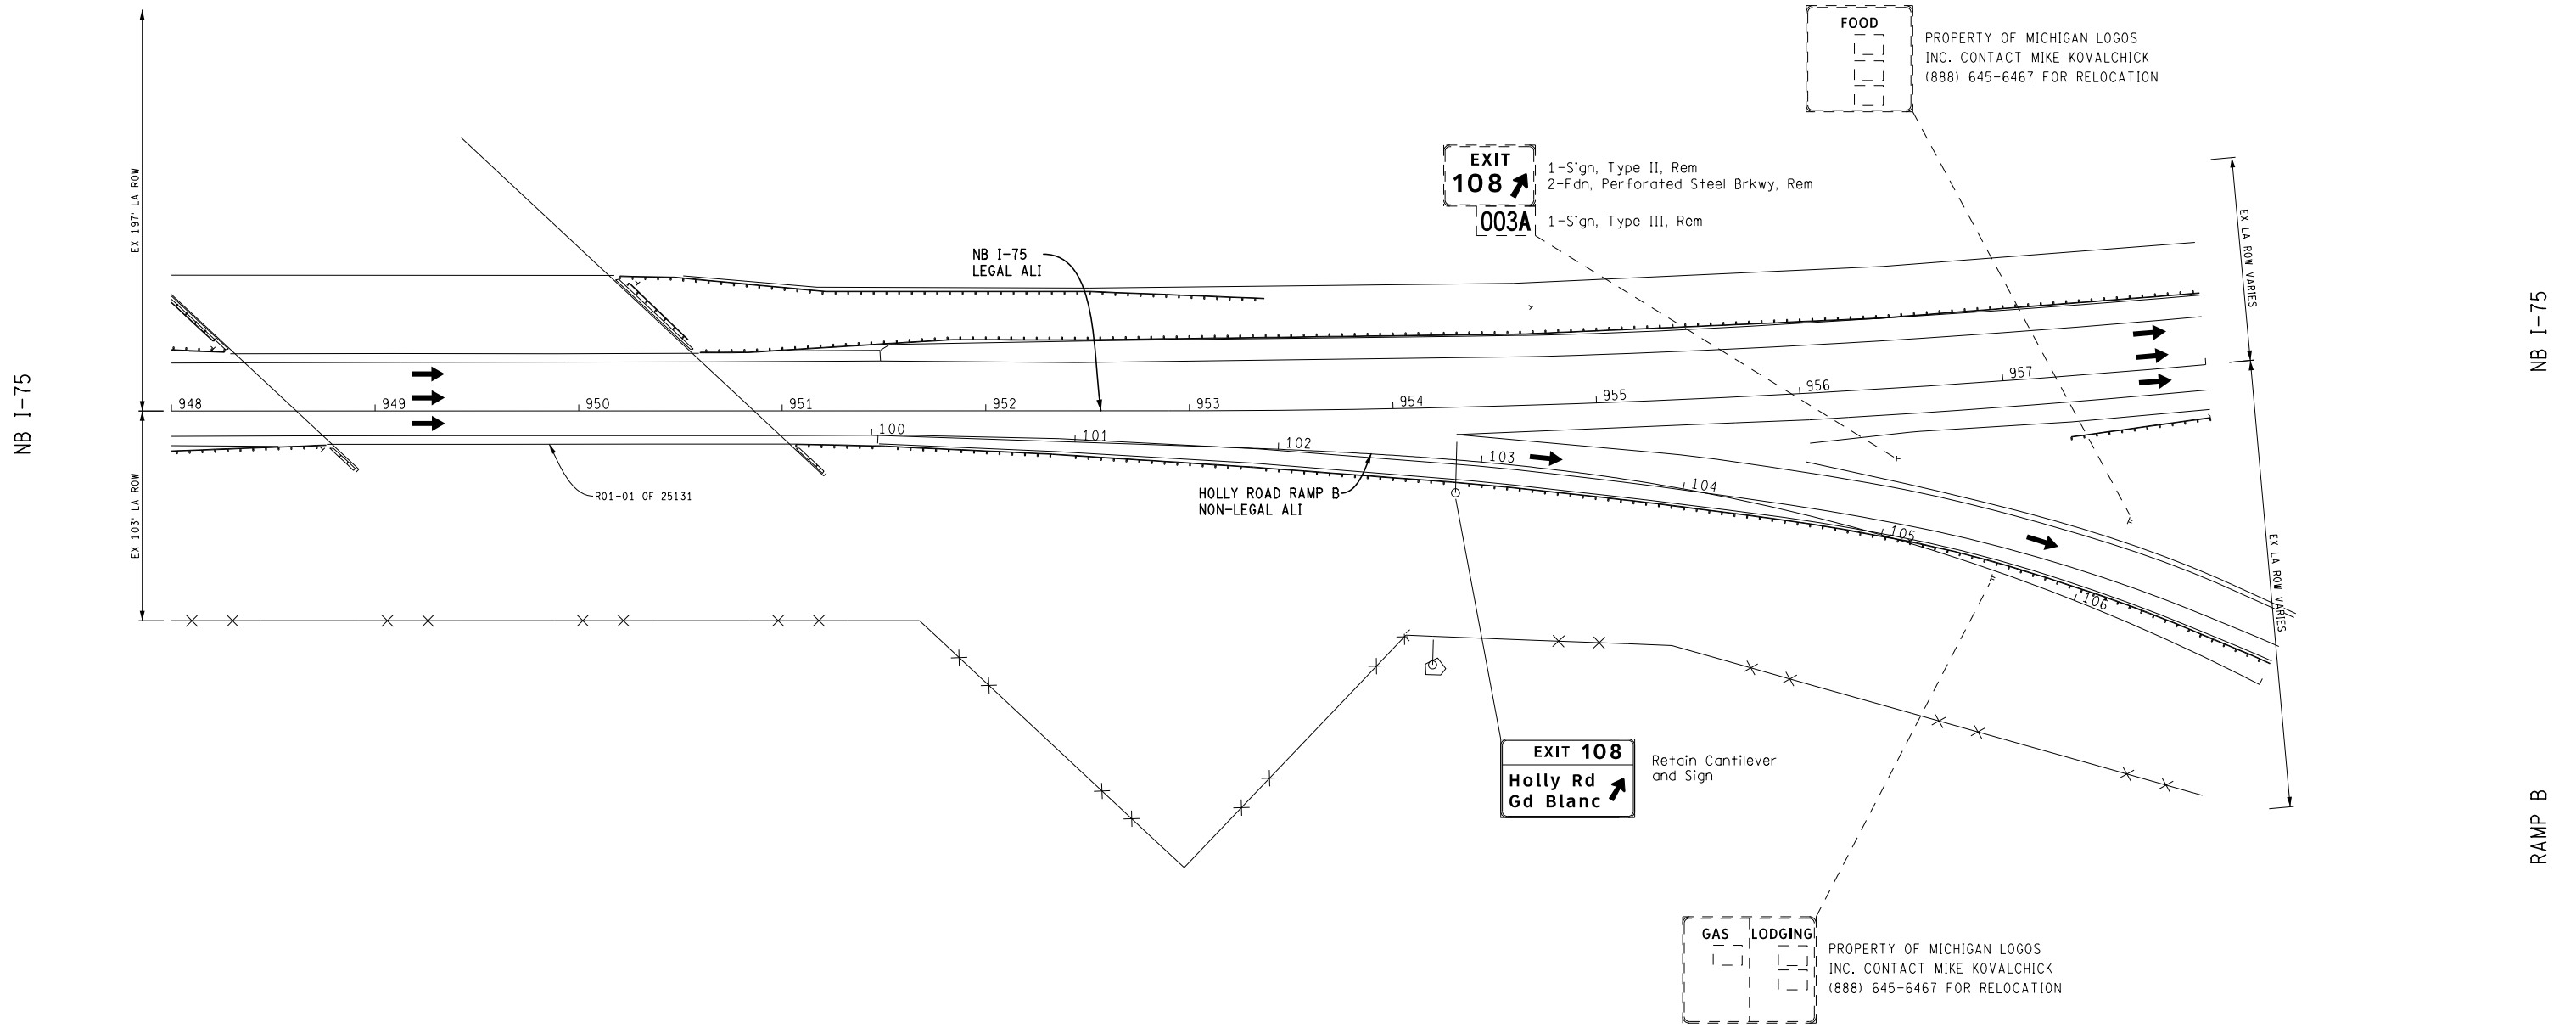 FOOD
PROPERTY OF MICHIGAN LOGOS
INC. CONTACT MIKE KOVALCHICK
(888) 645-6467 FOR RELOCATION
EXIT
108
1-Sign, Type II, Rem
2-Fdn, Perforated Steel Brkwy, Rem
003A
1-Sign, Type III, Rem
EX 197' LA ROW
EX LA ROW VARIES
NB I-75
LEGAL ALI
NB I-75
NB I-75
948
949
950
951
952
953
954
955
956
957
100
101
102
103
104
105
106
R01-01 OF 25131
HOLLY ROAD RAMP B
NON-LEGAL ALI
EX 103' LA ROW
EX LA ROW VARIES
EXIT 108
Holly Rd
Gd Blanc
Retain Cantilever
and Sign
RAMP B
GAS LODGING
PROPERTY OF MICHIGAN LOGOS
INC. CONTACT MIKE KOVALCHICK
(888) 645-6467 FOR RELOCATION